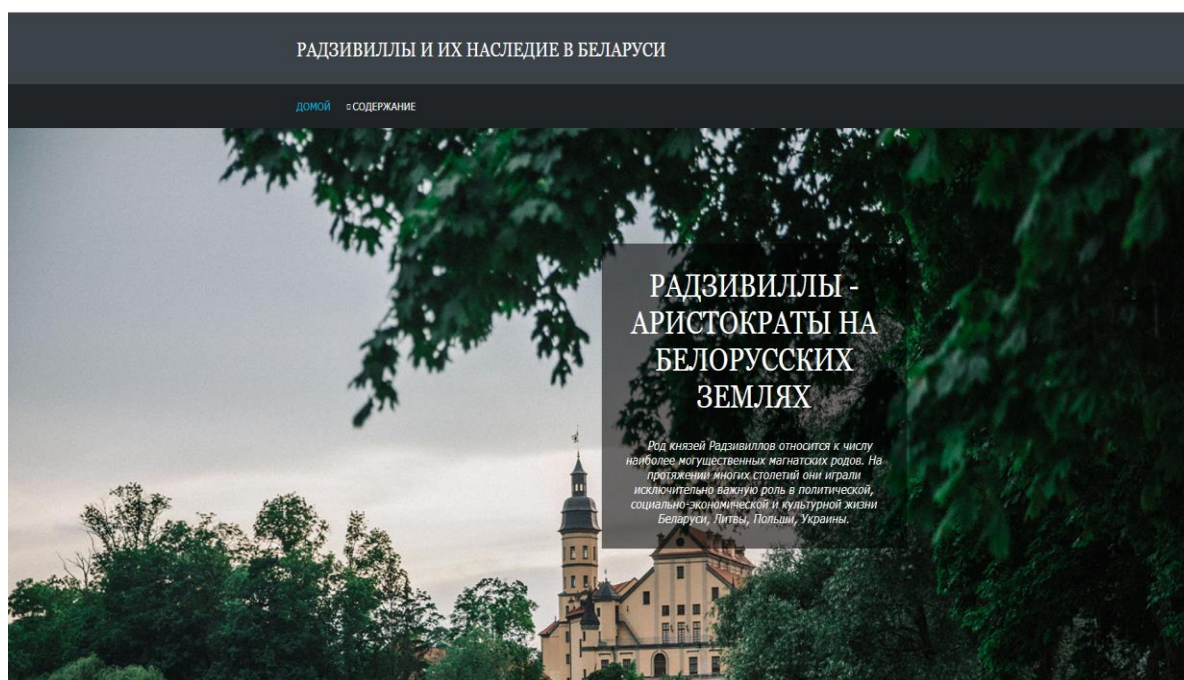 РАДЗИВИЛЛЫ И ИХ НАСЛЕДИЕ В БЕЛАРУСИ
ДОМОЙ СОДЕРЖАНИЕ
РАДЗИВИЛЛЫ -
АРИСТОКРАТЫ НА
БЕЛОРУССКИХ
ЗЕМЛЯХ
Род князей Радзивиллов относится к числу
наиболее могущественных магнатских родов. На
протяжении многих столетий они играли
исключительно важную роль в политической,
социально-экономической и культурной жизни
Беларуси, Литвы, Польши, Украины.